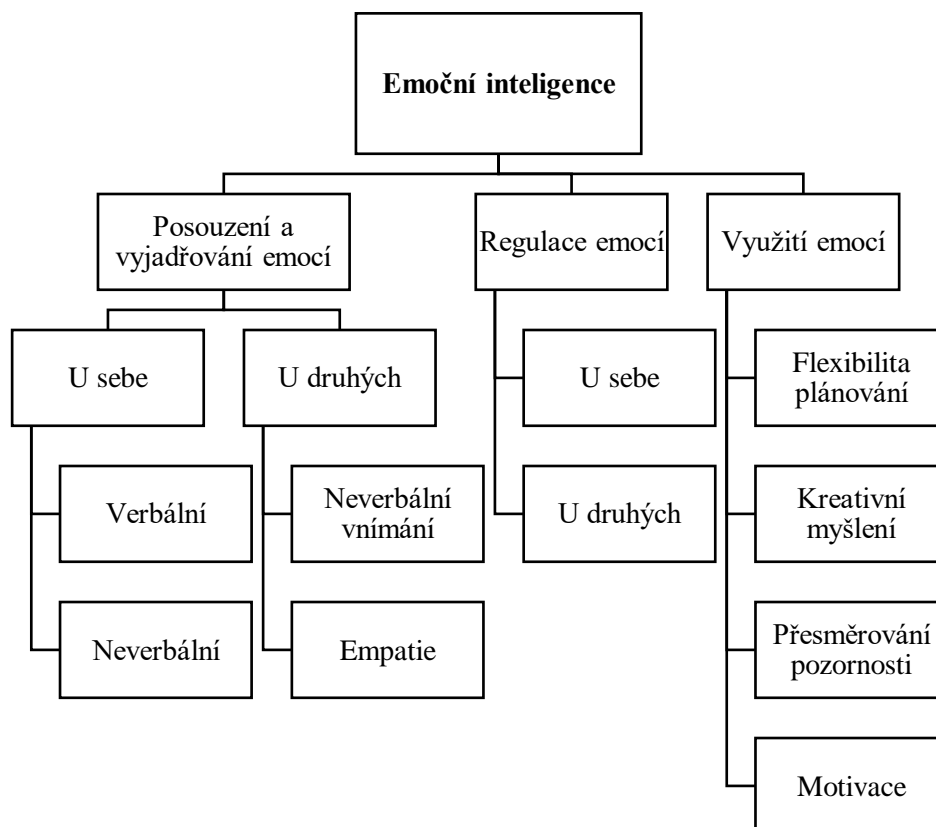 Emoční inteligence
Posouzení a
vyjadřování emocí
Regulace emocí
Využití emocí
U sebe
U druhých
U sebe
Flexibilita
plánování
Verbální
Neverbální
vnímání
U druhých
Kreativní
myšlení
Neverbální
Empatie
Přesměrování
pozornosti
Motivace